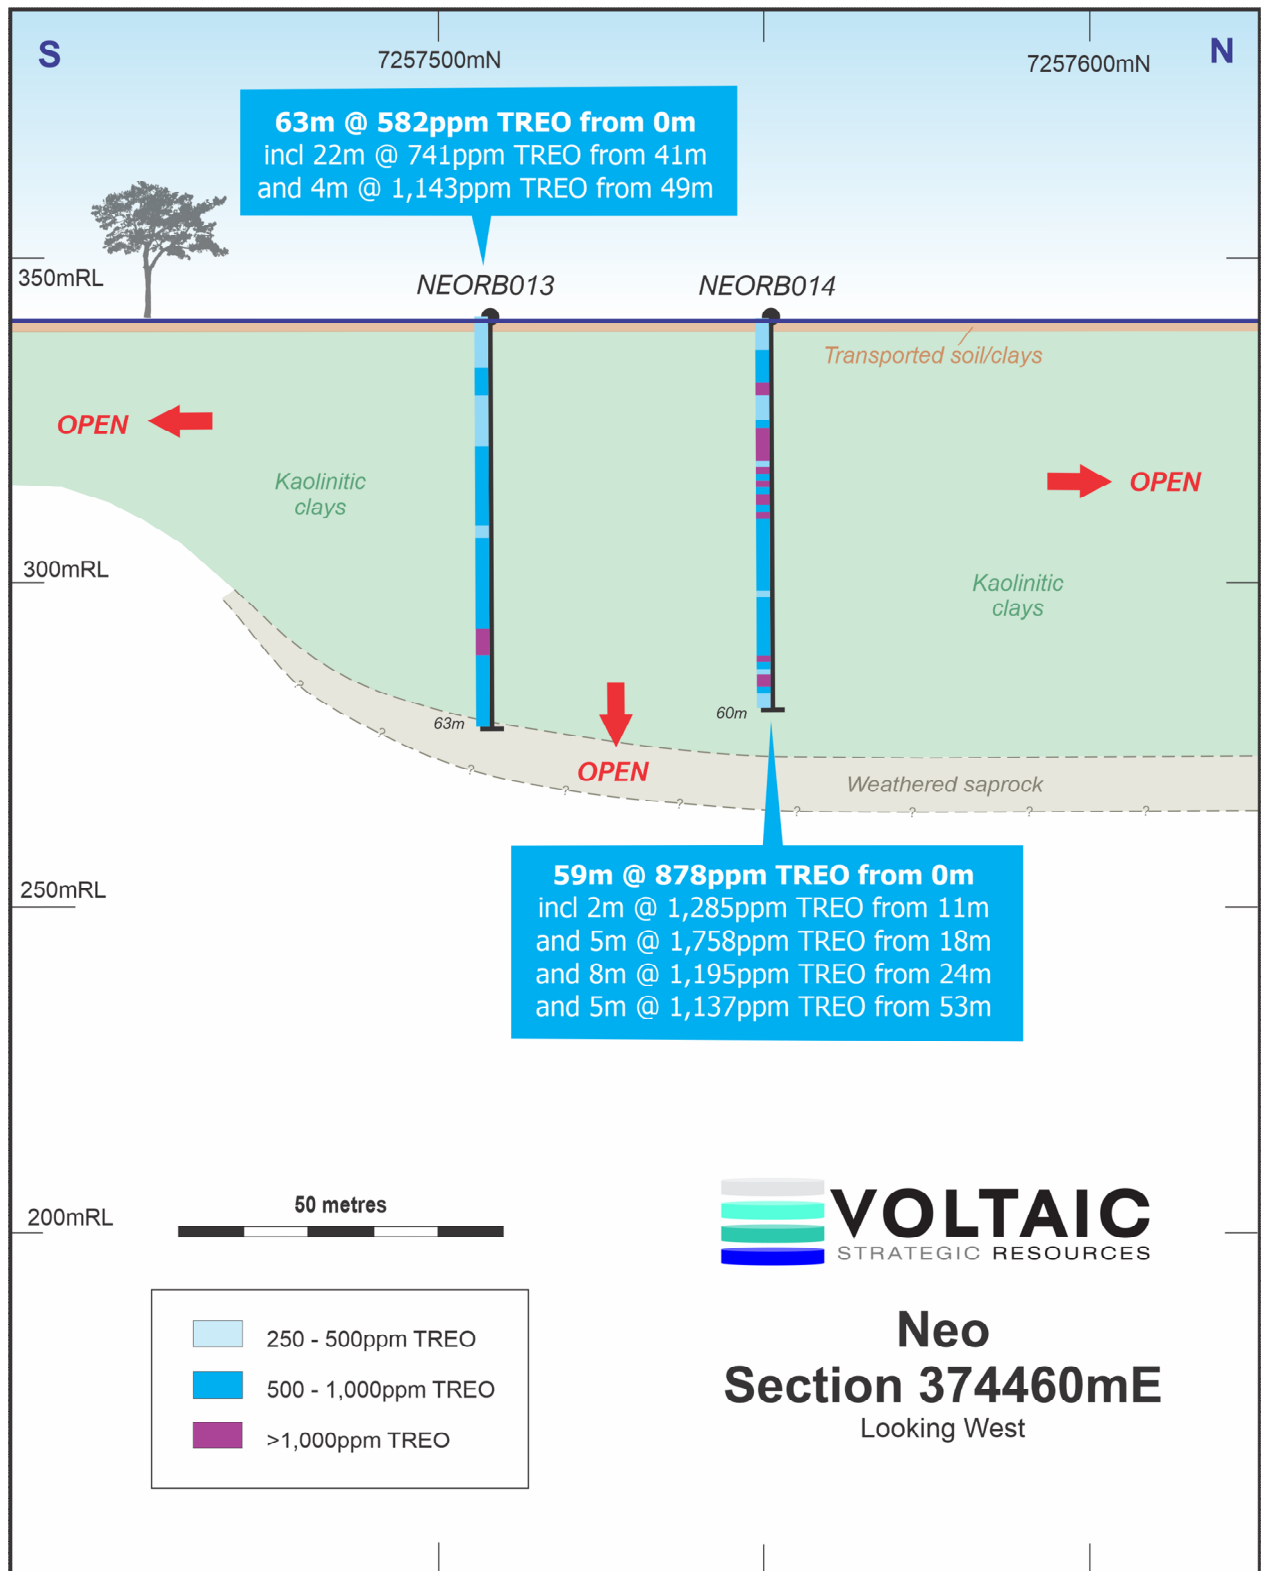 S
7257500mN
7257600mN
N
63m @ 582ppm TREO from 0m
incl 22m @ 741ppm TREO from 41m
and 4m @ 1,143ppm TREO from 49m
350mRL
NEORB013
NEORB014
Transported soil/clays
OPEN
Kaolinitic
clays
OPEN
300mRL
Kaolinitic
clays
63m
60m
OPEN
Weathered saprock
? ? ? ? ? ? ? ? ?
250mRL
59m @ 878ppm TREO from 0m
incl 2m @ 1,285ppm TREO from 11m
and 5m @ 1,758ppm TREO from 18m
and 8m @ 1,195ppm TREO from 24m
and 5m @ 1,137ppm TREO from 53m
200mRL
50 metres
VOLTAIC
STRATEGIC RESOURCES
250 - 500ppm TREO
500 - 1,000ppm TREO
>1,000ppm TREO
Neo
Section 374460mE
Looking West